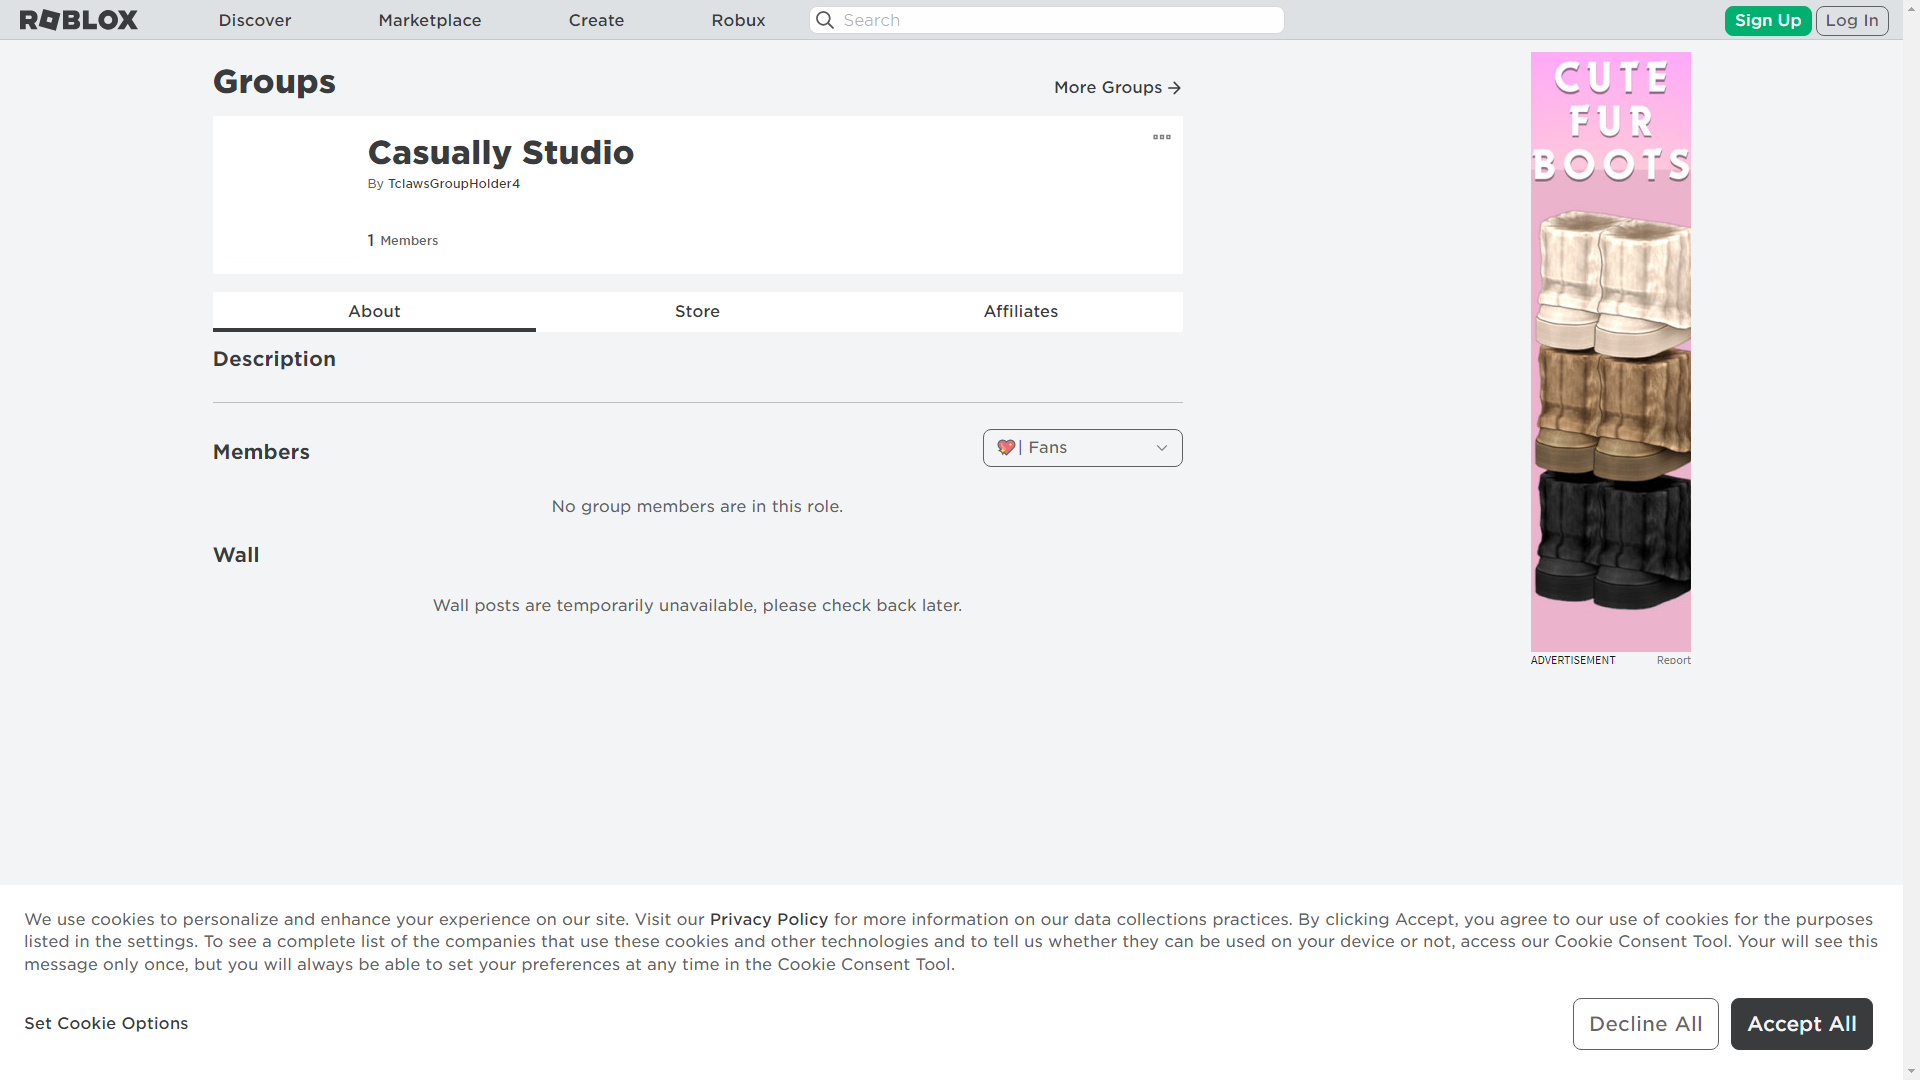 ROBLOX
Discover
Marketplace
Create
Robux
Search
Sign Up
Log In
Groups
More Groups
Casually Studio
By TclawsGroupHolder4
1 Members
About
Store
Affiliates
Description
Members
💖| Fans
No group members are in this role.
Wall
Wall posts are temporarily unavailable, please check back later.
CUTE
FUR
BOOTS
ADVERTISEMENT
Report
We use cookies to personalize and enhance your experience on our site. Visit our Privacy Policy for more information on our data collections practices. By clicking Accept, you agree to our use of cookies for the purposes
listed in the settings. To see a complete list of the companies that use these cookies and other technologies and to tell us whether they can be used on your device or not, access our Cookie Consent Tool. Your will see this
message only once, but you will always be able to set your preferences at any time in the Cookie Consent Tool.
Set Cookie Options
Decline All
Accept All